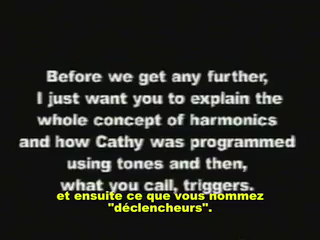 Before we get any further,
I just want you to explain the
whole concept of harmonics
and how Cathy was programmed
using tones and then,
what you call, triggers.
et ensuite ce que vous nommez
"déclencheurs".